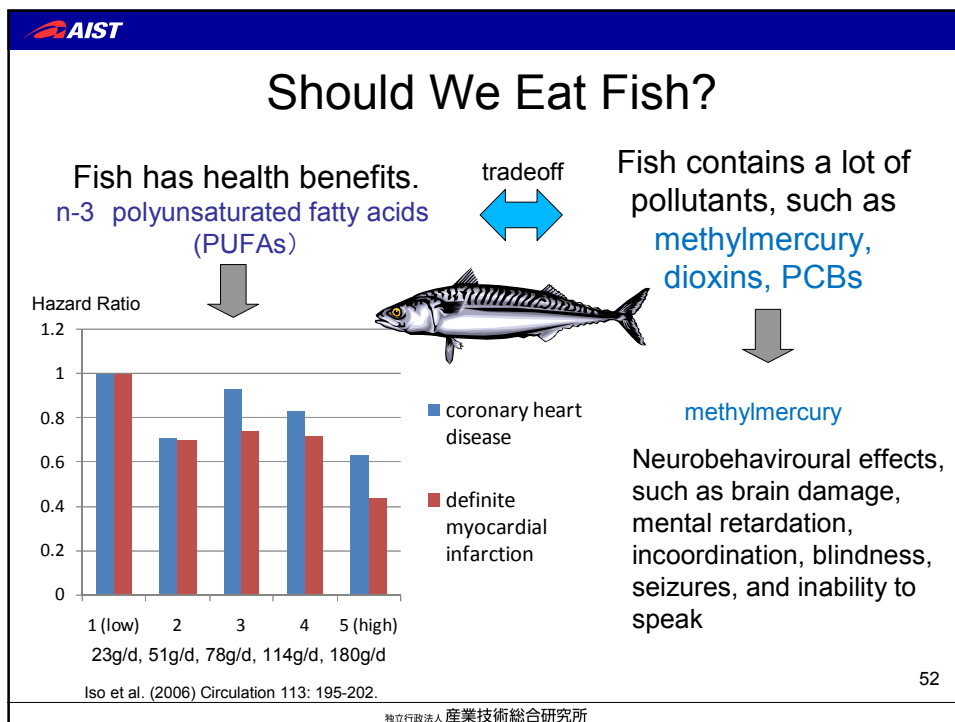 AIST
Should We Eat Fish?
Fish has health benefits.
n-3 polyunsaturated fatty acids
(PUFAs）
tradeoff
Fish contains a lot of
pollutants, such as
methylmercury,
dioxins, PCBs
Hazard Ratio
1.2
1
0.8
0.6
0.4
0.2
0
1 (low) 2 3 4 5 (high)
23g/d, 51g/d, 78g/d, 114g/d, 180g/d
coronary heart
disease
definite
myocardial
infarction
methylmercury
Neurobehaviroural effects,
such as brain damage,
mental retardation,
incoordination, blindness,
seizures, and inability to
speak
Iso et al. (2006) Circulation 113: 195-202.
52
独立行政法人 産業技術総合研究所